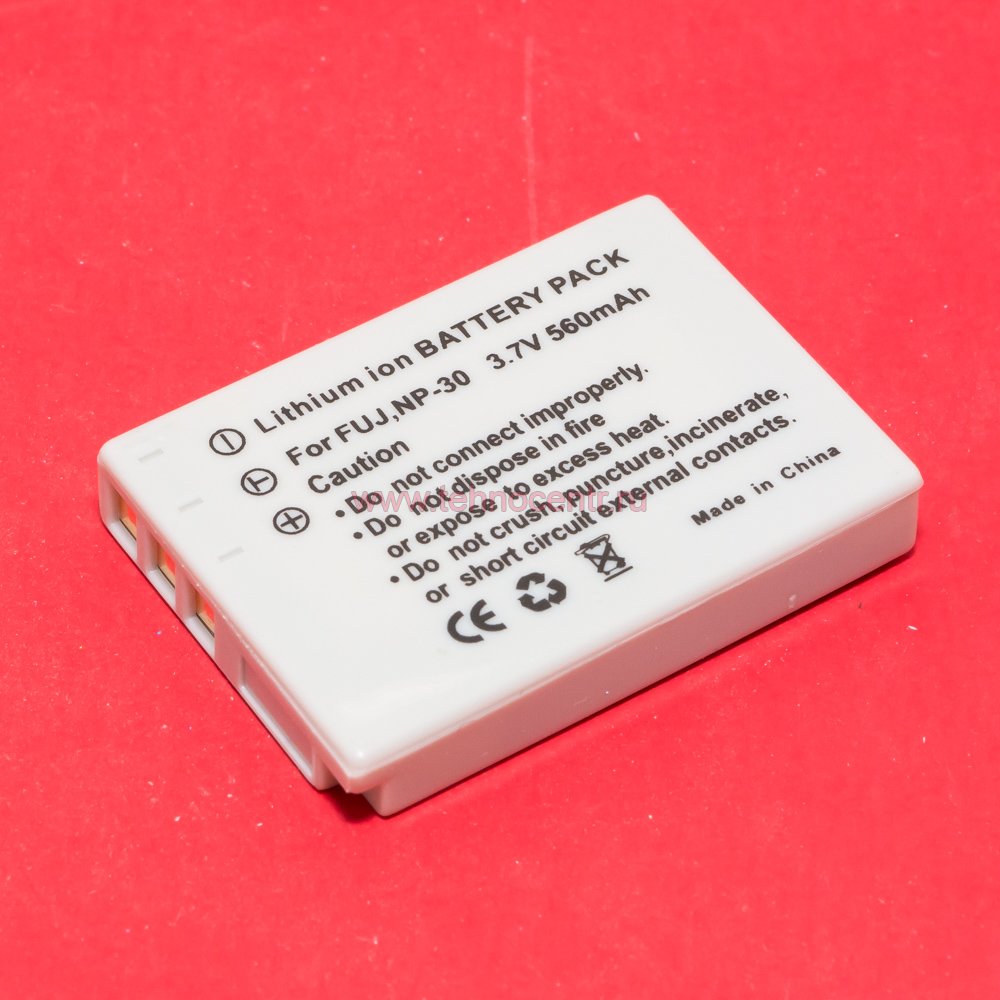 Lithium ion BATTERY PACK
For FUJ,NP-30 3.7V 560mAh
Caution
•Do not connect improperly.
•Do not dispose in fire
or expose to excess heat.
•Do not crush,puncture,incinerate,
or short circuit external contacts.
CE
Made in China
www.tehnocentr.ru